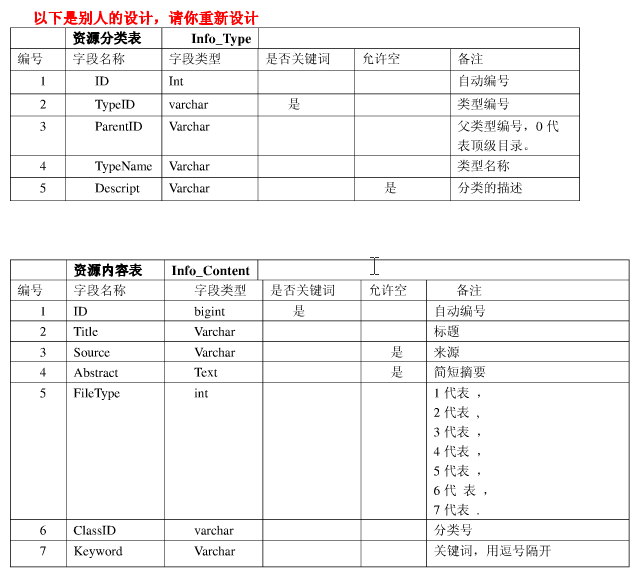 以下是别人的设计，请你重新设计
资源分类表 Info_Type
编号 字段名称 字段类型 是否关键词 允许空 备注
1 ID Int 自动编号
2 TypeID varchar 是 类型编号
3 ParentID Varchar 父类型编号，0 代
表顶级目录。
4 TypeName Varchar 类型名称
5 Descript Varchar 是 分类的描述
资源内容表 Info_Content
编号 字段名称 字段类型 是否关键词 允许空 备注
1 ID bigint 是 自动编号
2 Title Varchar 标题
3 Source Varchar 是 来源
4 Abstract Text 是 简短摘要
5 FileType int 1 代表 ，
2 代表 ,
3 代表 ，
4 代表 ，
5 代表 ，
6 代 表 ，
7 代表 .
6 ClassID varchar 分类号
7 Keyword Varchar 关键词，用逗号隔开